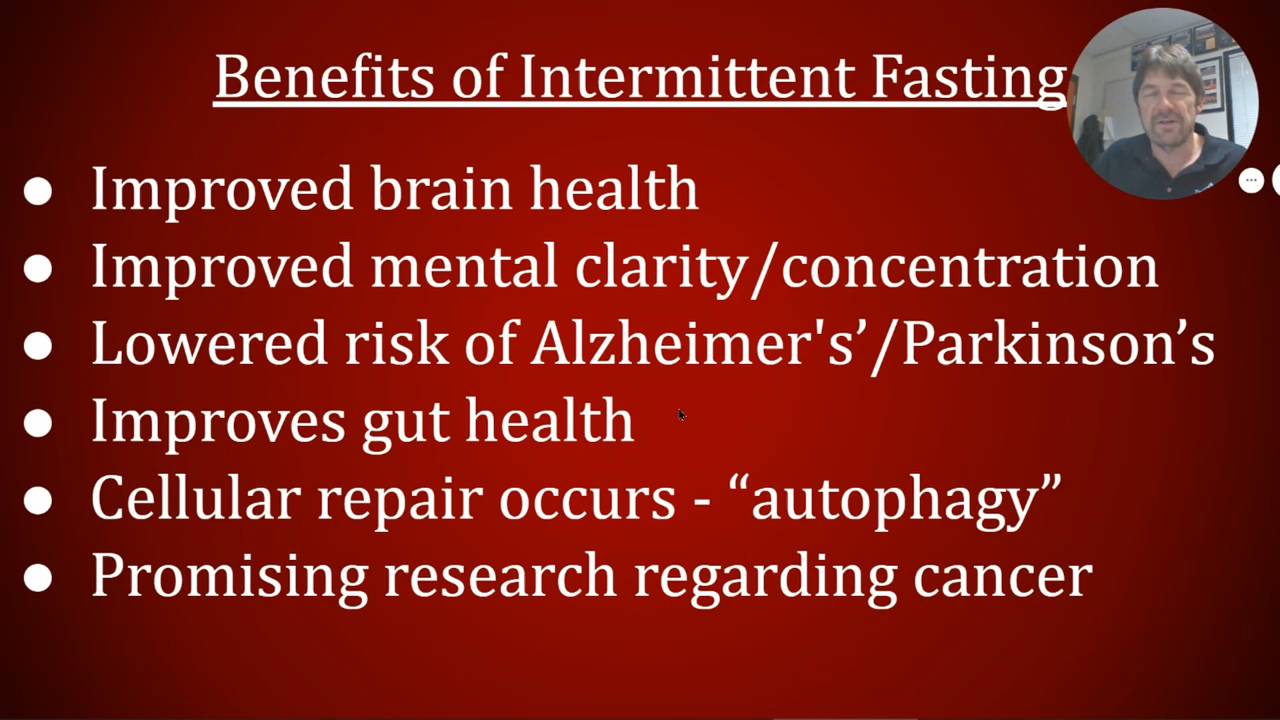 Benefits of Intermittent Fasting
● Improved brain health
● Improved mental clarity/concentration
● Lowered risk of Alzheimer's’/Parkinson’s
● Improves gut health
● Cellular repair occurs - “autophagy”
● Promising research regarding cancer